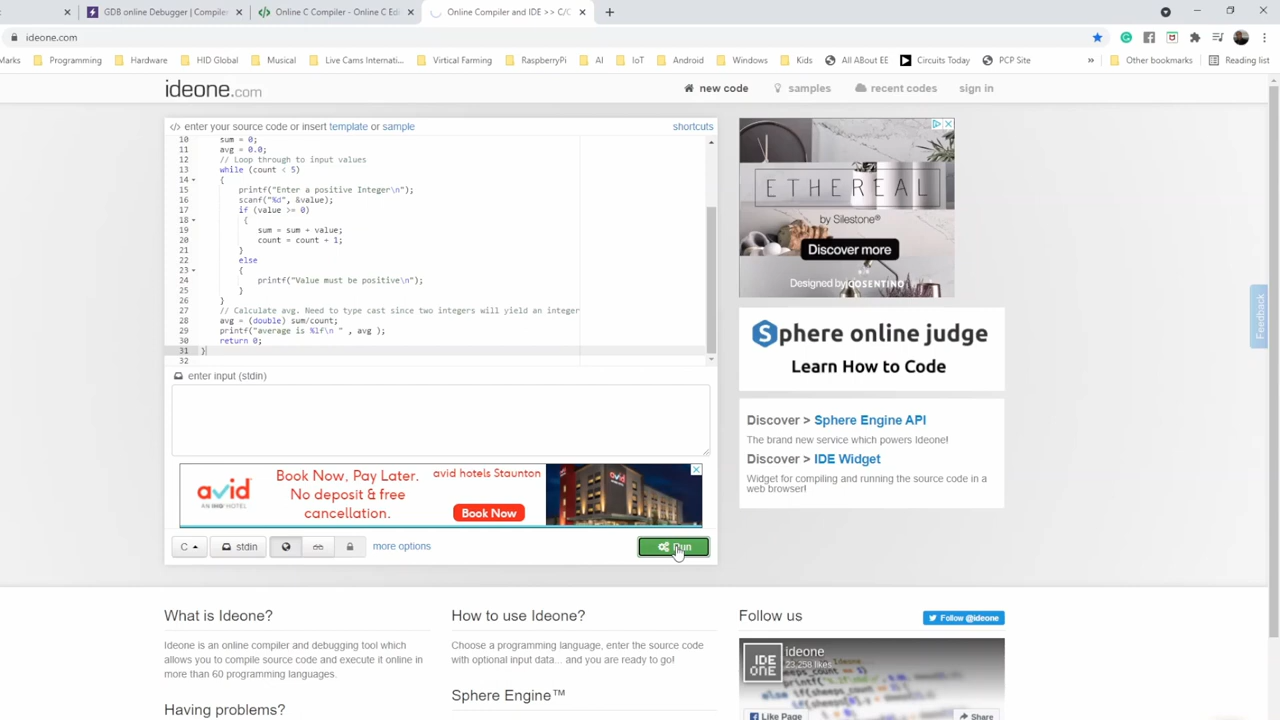 GDB online Debugger | Compiler
Online C Compiler - Online C Edi
Online Compiler and IDE >> C/C
ideone.com
Marks
Programming
Hardware
HID Global
Musical
Live Cams Internati...
Virtical Farming
RaspberryPi
AI
IoT
Android
Windows
Kids
All ABout EE
Circuits Today
PCP Site
»
Other bookmarks
Reading list
ideone.com
new code
samples
recent codes
sign in
</> enter your source code or insert template or sample
shortcuts
10 sum = 0;
11 avg = 0.0;
12 // Loop through to input values
13 while (count < 5)
14 {
15 printf("Enter a positive Integer\n");
16 scanf("%d", &value);
17 if (value >= 0)
18 {
19 sum = sum + value;
20 count = count + 1;
21 }
22 else
23 {
24 printf("Value must be positive\n");
25 }
26 }
27 // Calculate avg. Need to type cast since two integers will yield an integer
28 avg = (double) sum/count;
29 printf("average is %lf\n " , avg );
30 return 0;
31 }
32
enter input (stdin)
Book Now, Pay Later.
No deposit & free
cancellation.
avid
AN IHG HOTEL
avid hotels Staunton
Book Now
C
stdin
more options
Run
ETHEREAL
by Silestone®
Discover more
Designed by COSENTINO
Sphere online judge
Learn How to Code
Discover > Sphere Engine API
The brand new service which powers Ideone!
Discover > IDE Widget
Widget for compiling and running the source code in a
web browser!
Feedback
What is Ideone?
Ideone is an online compiler and debugging tool which
allows you to compile source code and execute it online in
more than 60 programming languages.
Having problems?
How to use Ideone?
Choose a programming language, enter the source code
with optional input data... and you are ready to go!
Sphere Engine™
Follow us
Follow @ideone
IDE
ONE
ideone
23,258 likes
Like Page
Share